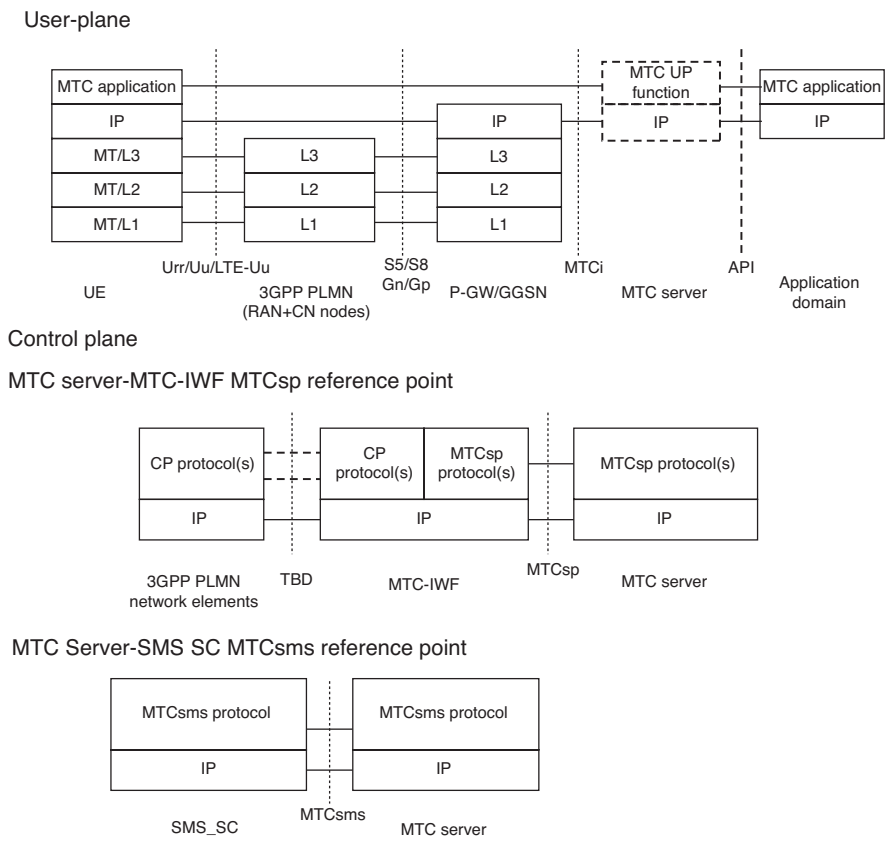 User-plane
MTC application
MTC UP
function
MTC application
IP
IP
IP
IP
MT/L3
L3
L3
MT/L2
L2
L2
MT/L1
L1
L1
Urr/Uu/LTE-Uu
S5/S8
Gn/Gp
MTCi
API
UE
3GPP PLMN
(RAN+CN nodes)
P-GW/GGSN
MTC server
Application
domain
Control plane
MTC server-MTC-IWF MTCsp reference point
CP protocol(s)
CP
protocol(s)
MTCsp
protocol(s)
MTCsp protocol(s)
IP
IP
IP
3GPP PLMN
network elements
TBD
MTC-IWF
MTCsp
MTC server
MTC Server-SMS SC MTCsms reference point
MTCsms protocol
MTCsms protocol
IP
IP
SMS_SC
MTCsms
MTC server